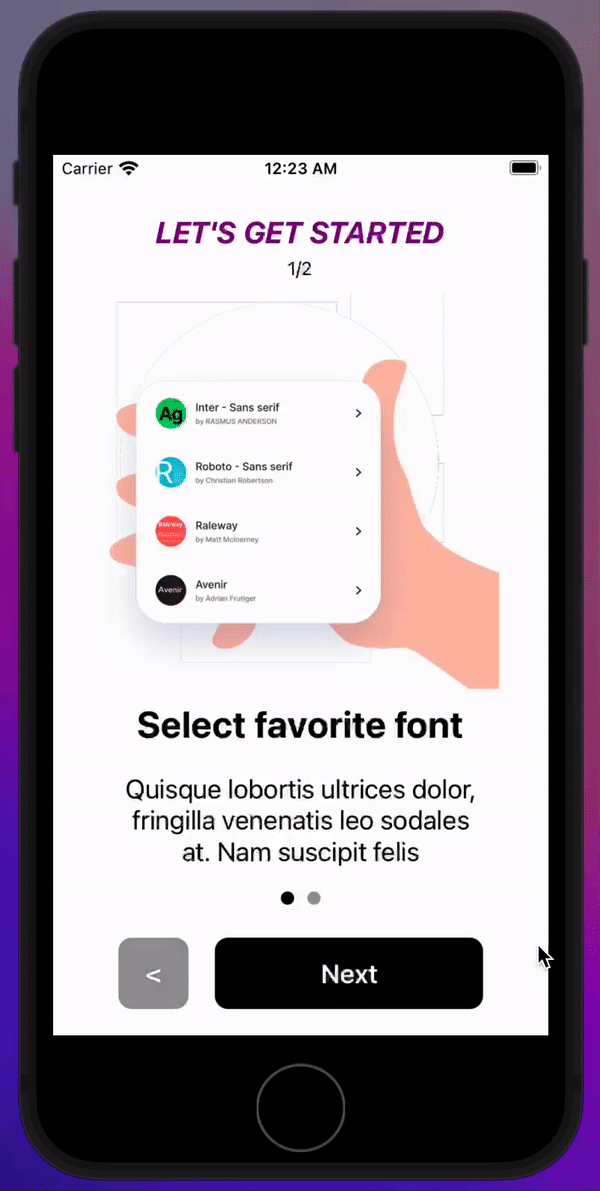 Carrier
12:23 AM
LET'S GET STARTED
1/2
Ag
Inter - Sans serif
by RASMUS ANDERSON
R
Roboto - Sans serif
by Christian Robertson
Raleway
Raleway
by Matt McInerney
Avenir
Avenir
by Adrian Frutiger
Select favorite font
Quisque lobortis ultrices dolor,
fringilla venenatis leo sodales
at. Nam suscipit felis
<
Next